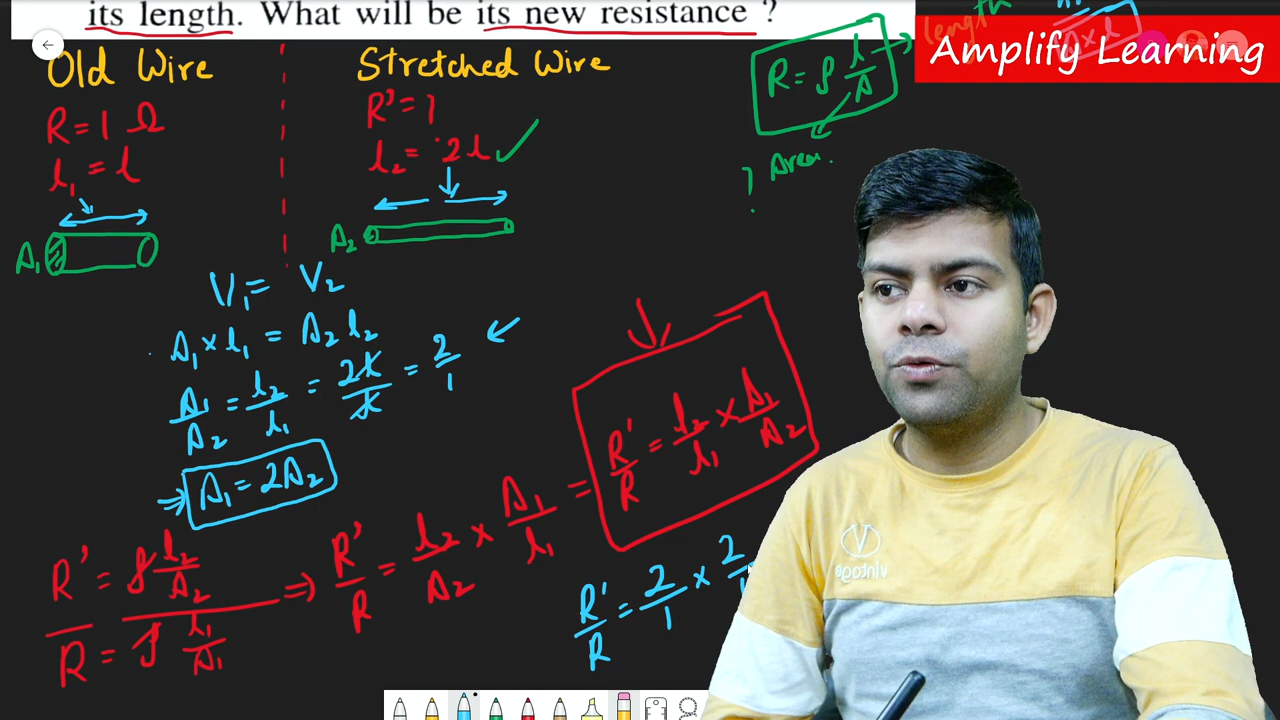 its length. What will be its new resistance ?
Amplify Learning
length
Old Wire
Stretched Wire
R = ρ l/A
R = 1 Ω
R' = ?
l₁ = l
l₂ = 2l ✓
? Area.
A₁
A₂
V₁ = V₂
A₁ × l₁ = A₂ l₂
A₁/A₂ = l₂/l₁ = 2l/l = 2/1
⇒ A₁ = 2A₂
R' = ρ l₂/A₂
R = ρ l₁/A₁
⇒ R'/R = l₂/A₂ × A₁/l₁ = R'/R = l₂/l₁ × A₁/A₂
R'/R = 2/1 × 2/
vintage